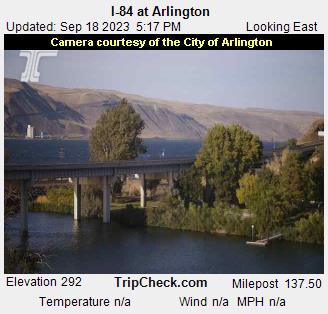 I-84 at Arlington
Updated: Sep 18 2023 5:17 PM Looking East
Camera courtesy of the City of Arlington
Elevation 292 TripCheck.com Milepost 137.50
Temperature n/a Wind n/a MPH n/a